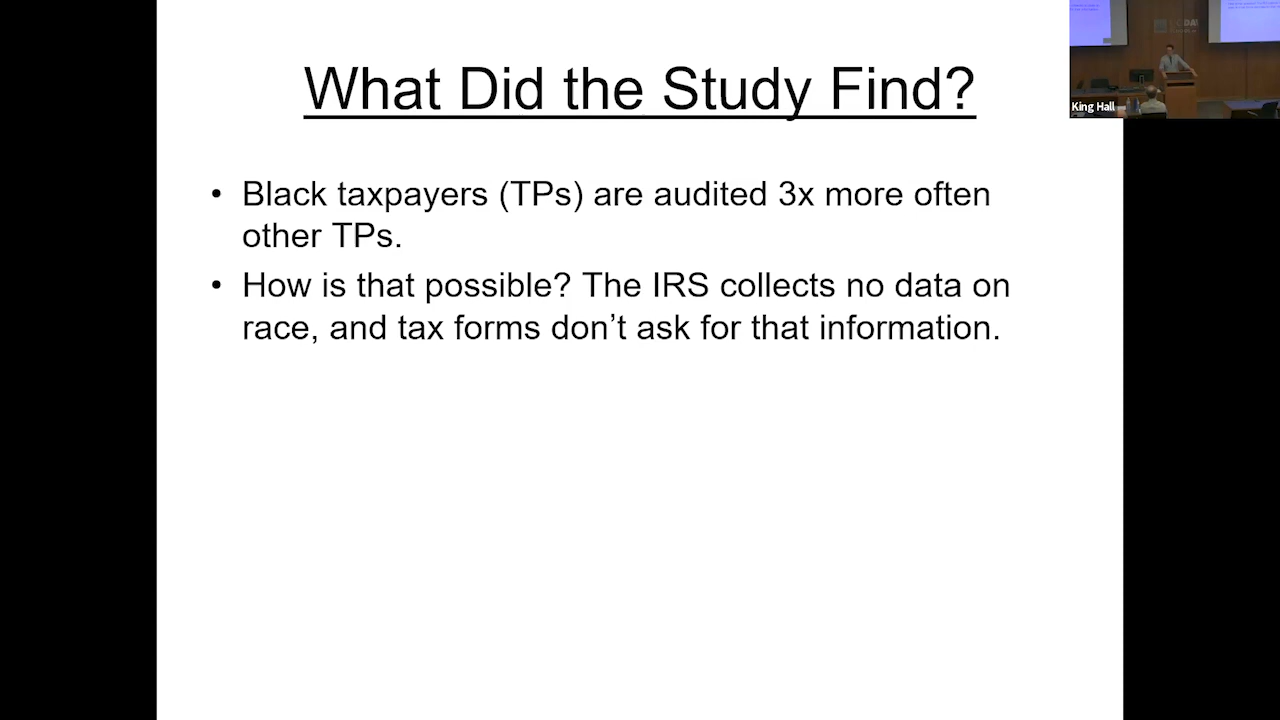 What Did the Study Find?
• Black taxpayers (TPs) are audited 3x more often
other TPs.
• How is that possible? The IRS collects no data on
race, and tax forms don’t ask for that information.
King Hall